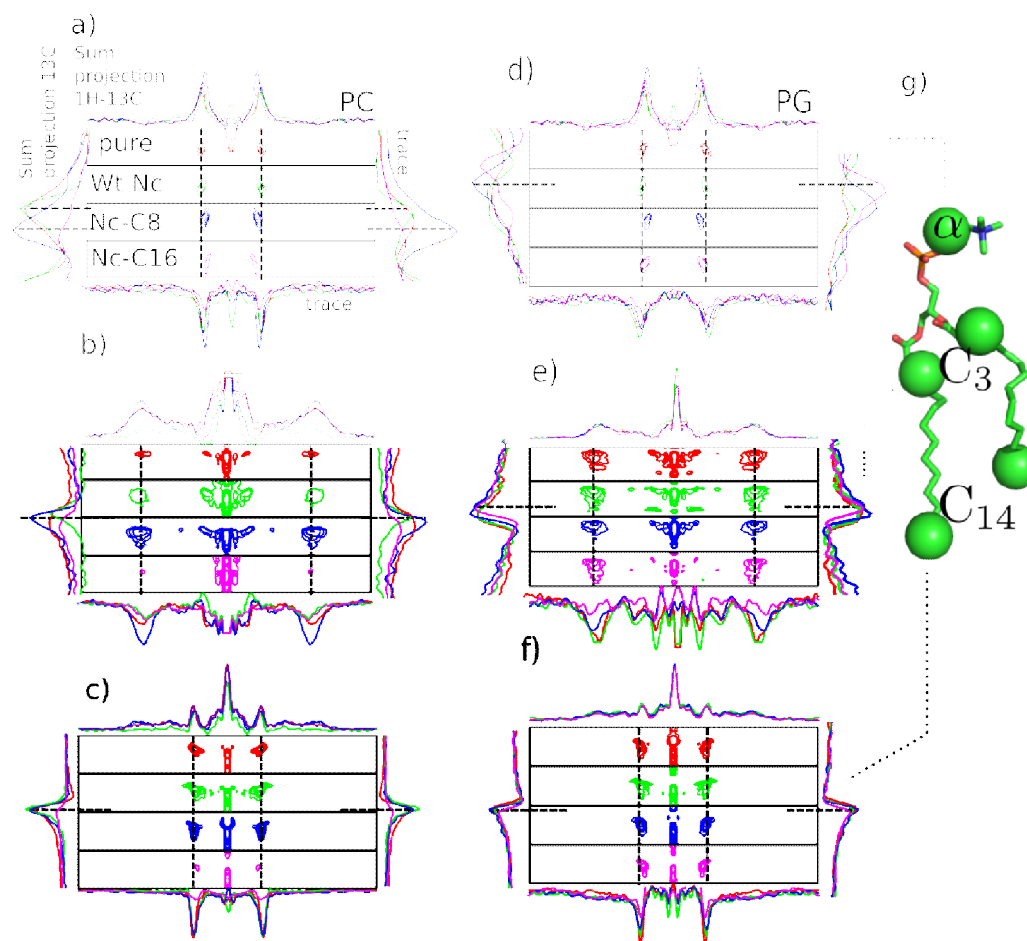 a)
Sum
projection
1H-13C
Sum
projection 13C
PC
trace
pure
Wt Nc
Nc-C8
Nc-C16
trace
b)
c)
d)
PG
e)
f)
g)
α
C3
C14